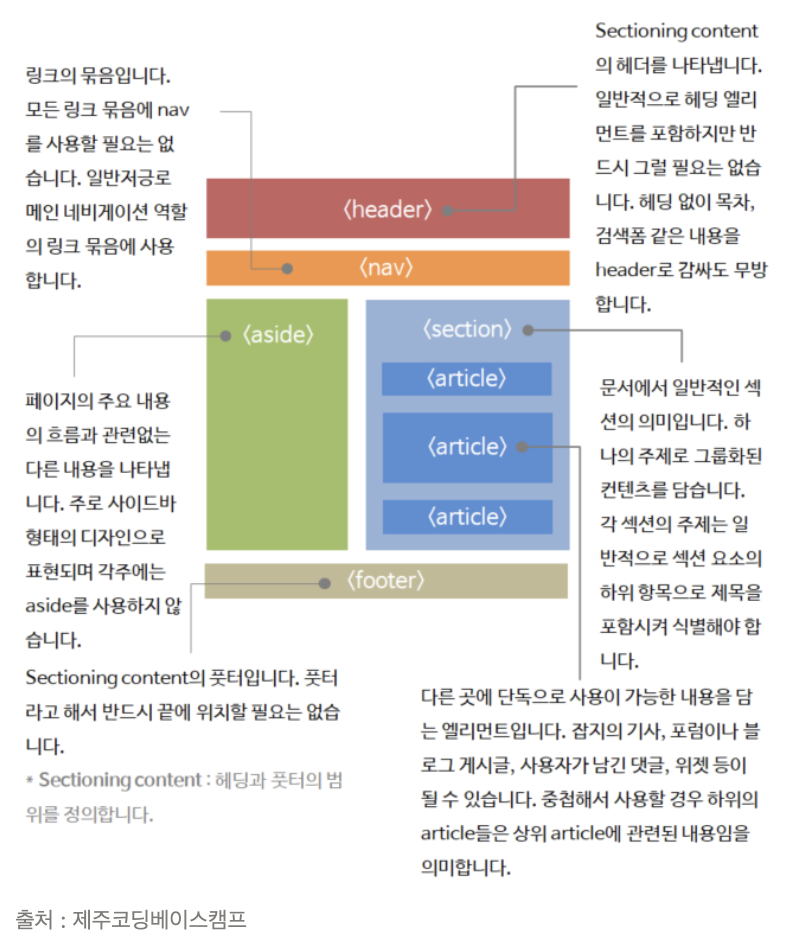 Sectioning content
의 헤더를 나타냅니다.
일반적으로 헤딩 엘리
먼트를 포함하지만 반
드시 그럴 필요는 없습
니다. 헤딩 없이 목차,
검색폼 같은 내용을
header로 감싸도 무방
합니다.
링크의 묶음입니다.
모든 링크 묶음에 nav
를 사용할 필요는 없
습니다. 일반저긍로
메인 네비게이션 역할
의 링크 묶음에 사용
합니다.
<header>
<nav>
<aside>
<section>
<article>
<article>
<article>
<footer>
페이지의 주요 내용
의 흐름과 관련없는
다른 내용을 나타냅
니다. 주로 사이드바
형태의 디자인으로
표현되며 각주에는
aside를 사용하지 않
습니다.
문서에서 일반적인 섹
션의 의미입니다. 하
나의 주제로 그룹화된
컨텐츠를 담습니다.
각 섹션의 주제는 일
반적으로 섹션 요소의
하위 항목으로 제목을
포함시켜 식별해야 합
니다.
Sectioning content의 풋터입니다. 풋터
라고 해서 반드시 끝에 위치할 필요는 없습
니다.
* Sectioning content : 헤딩과 풋터의 범
위를 정의합니다.
다른 곳에 단독으로 사용이 가능한 내용을 담
는 엘리먼트입니다. 잡지의 기사, 포럼이나 블
로그 게시글, 사용자가 남긴 댓글, 위젯 등이
될 수 있습니다. 중첩해서 사용할 경우 하위의
article들은 상위 article에 관련된 내용임을
의미합니다.
출처 : 제주코딩베이스캠프